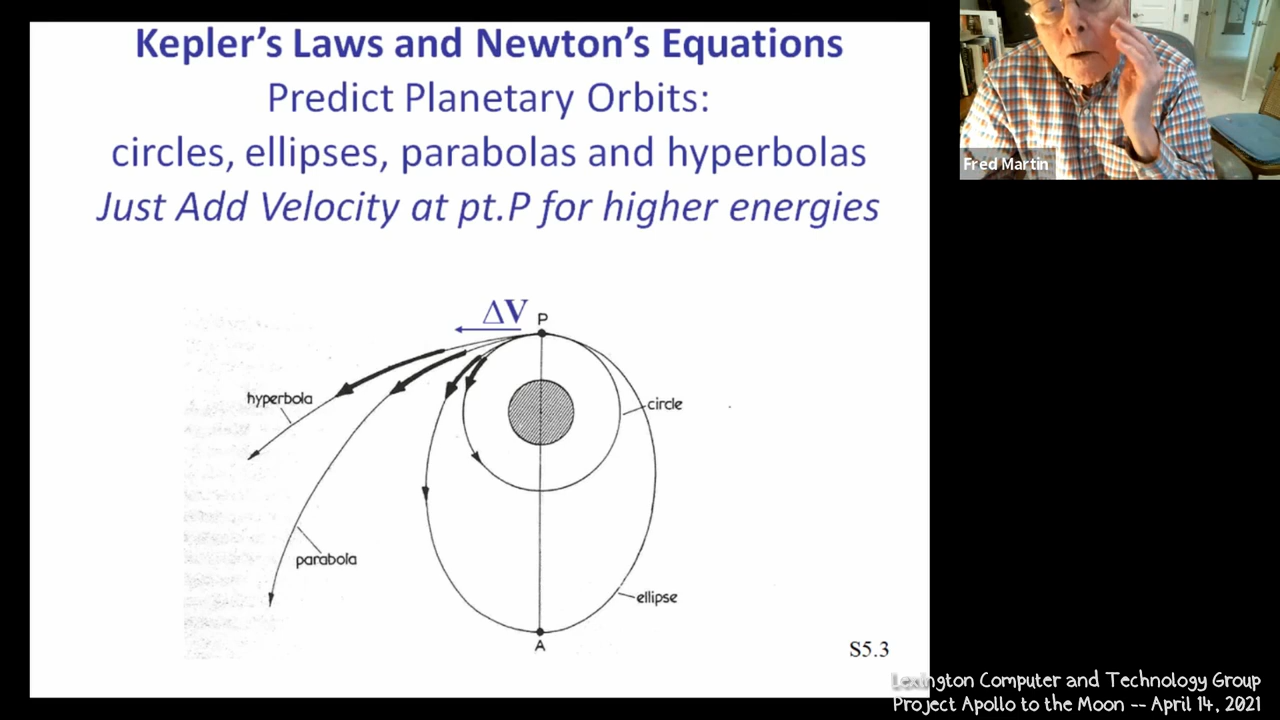 Kepler's Laws and Newton's Equations
Predict Planetary Orbits:
circles, ellipses, parabolas and hyperbolas
Just Add Velocity at pt.P for higher energies
ΔV
P
hyperbola
circle
parabola
ellipse
A
S5.3
Fred Martin
Lexington Computer and Technology Group
Project Apollo to the Moon -- April 14, 2021